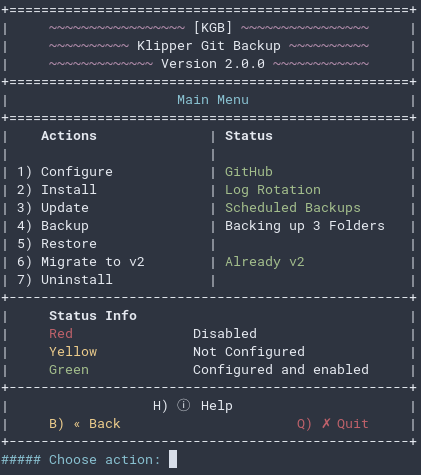 [KGB]
Klipper Git Backup
Version 2.0.0
Main Menu
Actions | Status
1) Configure | GitHub
2) Install | Log Rotation
3) Update | Scheduled Backups
4) Backup | Backing up 3 Folders
5) Restore |
6) Migrate to v2 | Already v2
7) Uninstall |
Status Info
Red Disabled
Yellow Not Configured
Green Configured and enabled
H) ⓘ Help
B) « Back Q) ✗ Quit
##### Choose action: